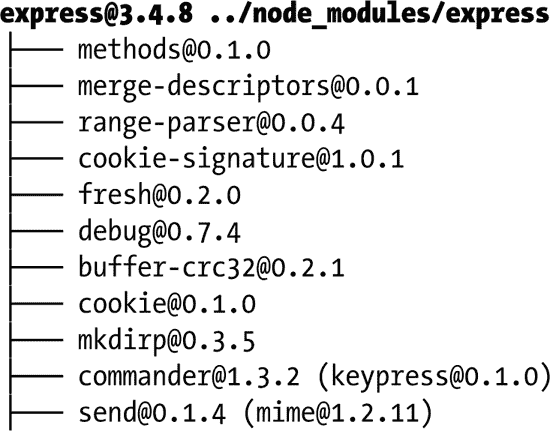 express@3.4.8 ../node_modules/express
├── methods@0.1.0
├── merge-descriptors@0.0.1
├── range-parser@0.0.4
├── cookie-signature@1.0.1
├── fresh@0.2.0
├── debug@0.7.4
├── buffer-crc32@0.2.1
├── cookie@0.1.0
├── mkdirp@0.3.5
├── commander@1.3.2 (keypress@0.1.0)
├── send@0.1.4 (mime@1.2.11)